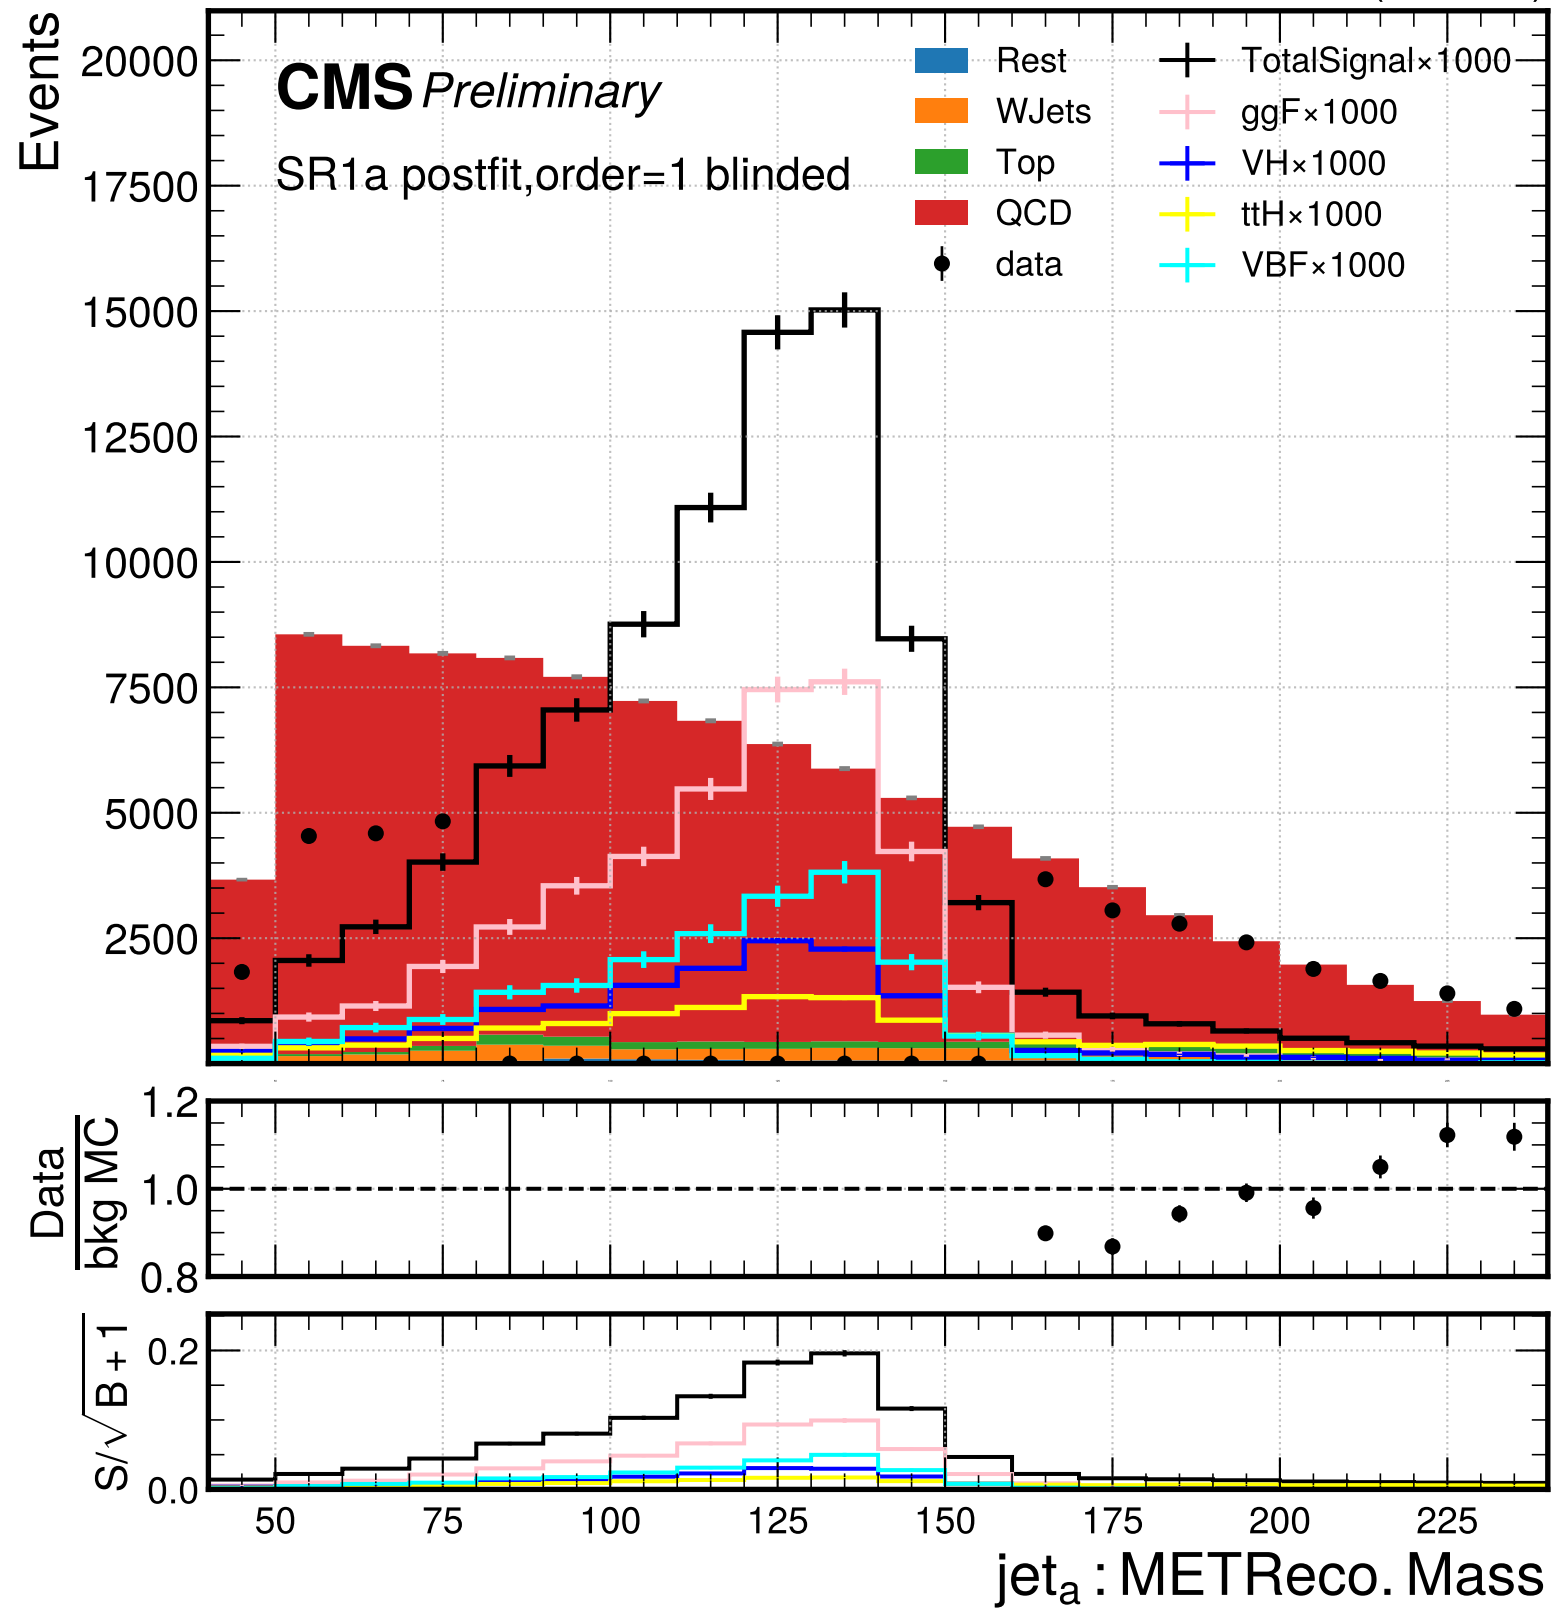 Events
20000
17500
15000
12500
10000
7500
5000
2500
CMS Preliminary
SR1a postfit,order=1 blinded
Rest
WJets
Top
QCD
data
TotalSignal×1000
ggF×1000
VH×1000
ttH×1000
VBF×1000
Data
bkg MC
1.2
1.0
0.8
S/√B + 1
0.2
0.0
50 75 100 125 150 175 200 225
jetₐ : METReco. Mass